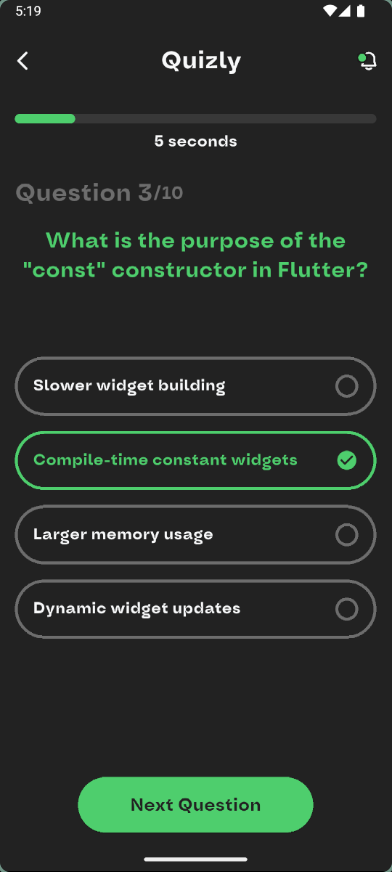 5:19
Quizly
5 seconds
Question 3/10
What is the purpose of the
"const" constructor in Flutter?
Slower widget building
Compile-time constant widgets
Larger memory usage
Dynamic widget updates
Next Question